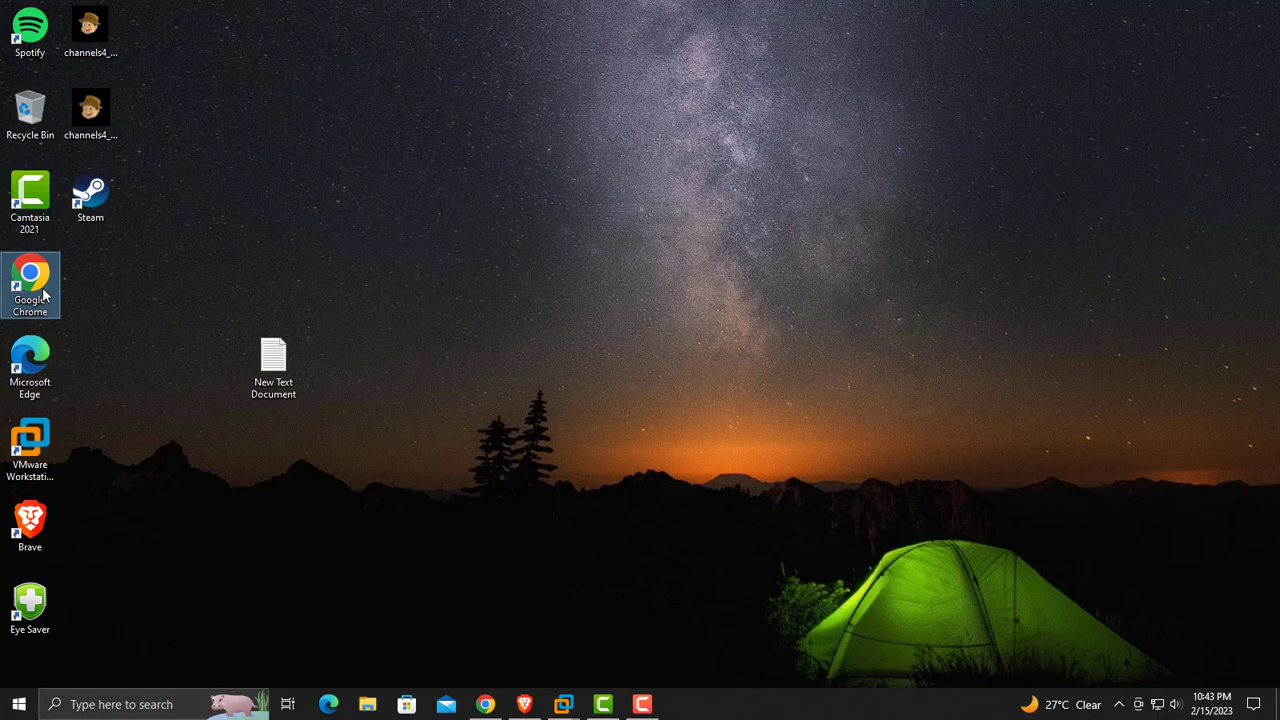 Spotify
channels4_...
Recycle Bin
channels4_...
Camtasia
2021
Steam
Google
Chrome
Microsoft
Edge
New Text
Document
VMware
Workstati...
Brave
Eye Saver
Type here to search
27°C Clear
10:43 PM
2/15/2023